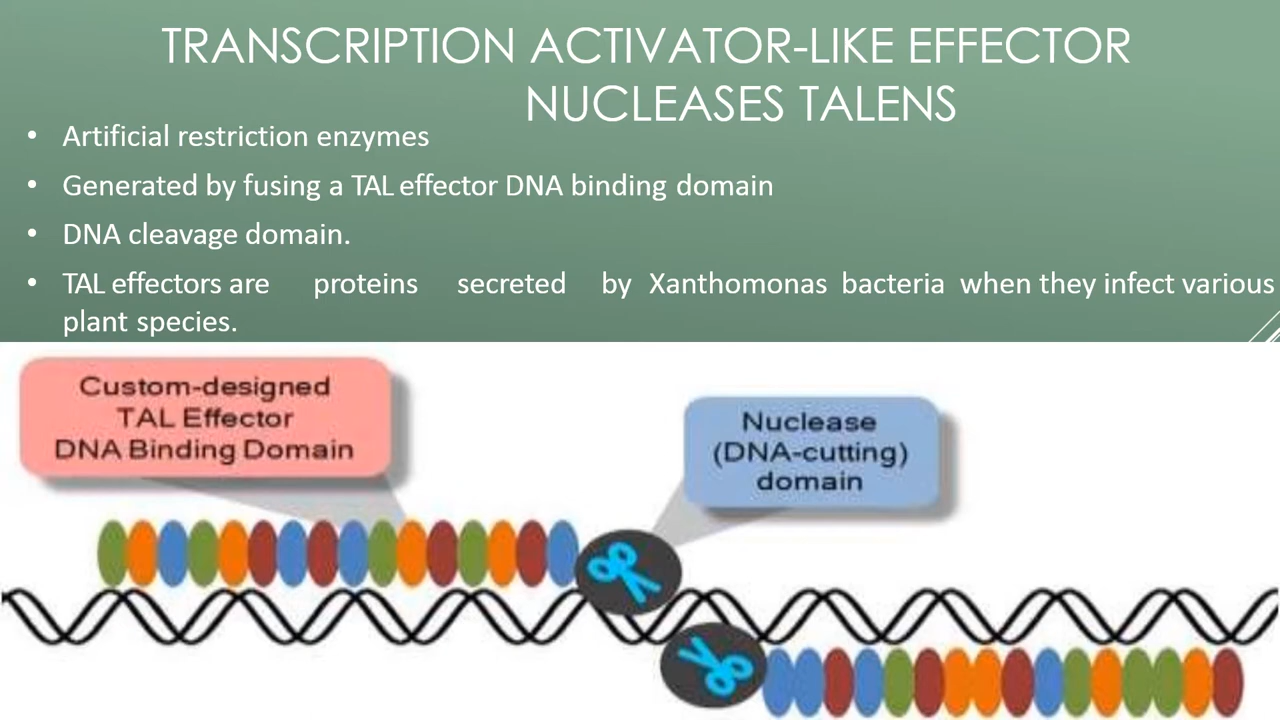 TRANSCRIPTION ACTIVATOR-LIKE EFFECTOR
NUCLEASES TALENS
• Artificial restriction enzymes
• Generated by fusing a TAL effector DNA binding domain
• DNA cleavage domain.
• TAL effectors are proteins secreted by Xanthomonas bacteria when they infect various
plant species.
Custom-designed
TAL Effector
DNA Binding Domain
Nuclease
(DNA-cutting)
domain